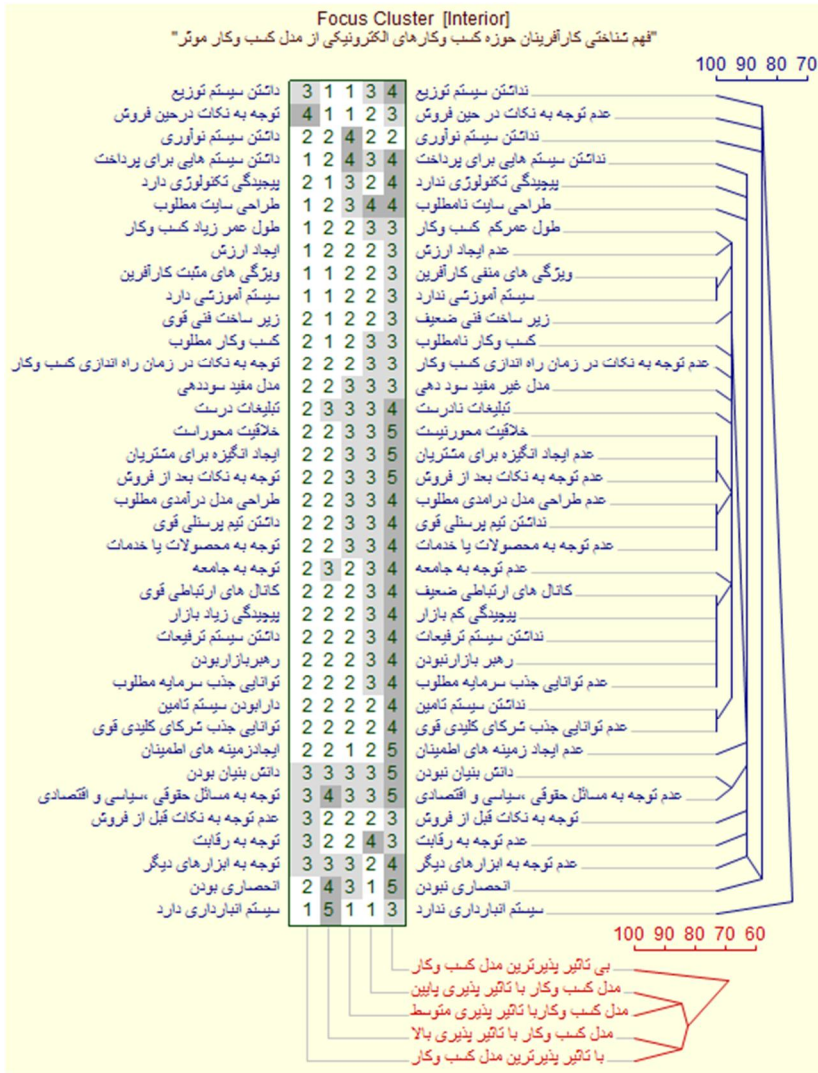 Focus Cluster [Interior]
"فهم شناختی کارآفرینان حوزه کسب وکارهای الکترونیکی از مدل کسب وکار موثر"
100 90 80 70
داشتن سیستم توزیع 3 1 1 3 4 نداشتن سیستم توزیع
توجه به نکات درحین فروش 4 1 1 2 3 عدم توجه به نکات در حین فروش
داشتن سیستم نوآوری 2 2 4 2 2 نداشتن سیستم نوآوری
داشتن سیستم هایی برای پرداخت 1 2 4 3 4 نداشتن سیستم هایی برای پرداخت
پیچیدگی تکنولوژی دارد 2 1 3 2 4 پیچیدگی تکنولوژی ندارد
طراحی سایت مطلوب 1 2 3 4 4 طراحی سایت نامطلوب
طول عمر زیاد کسب وکار 1 2 2 3 3 طول عمرکم کسب وکار
ایجاد ارزش 1 2 2 2 3 عدم ایجاد ارزش
ویژگی های مثبت کارآفرین 1 1 2 2 3 ویژگی های منفی کارآفرین
سیستم آموزشی دارد 1 1 2 2 3 سیستم آموزشی ندارد
زیر ساخت فنی قوی 2 1 2 2 3 زیر ساخت فنی ضعیف
کسب وکار مطلوب 2 1 2 3 3 کسب وکار نامطلوب
توجه به نکات در زمان راه اندازی کسب وکار 2 2 2 3 3 عدم توجه به نکات در زمان راه اندازی کسب وکار
مدل مفید سوددهی 2 2 3 3 3 مدل غیر مفید سود دهی
تبلیغات درست 2 3 3 3 4 تبلیغات نادرست
خلاقیت محوراست 2 2 3 3 5 خلاقیت محورنیست
ایجاد انگیزه برای مشتریان 2 2 3 3 5 عدم ایجاد انگیزه برای مشتریان
توجه به نکات بعد از فروش 2 2 3 3 5 عدم توجه به نکات بعد از فروش
طراحی مدل درآمدی مطلوب 2 2 3 3 4 عدم طراحی مدل درامدی مطلوب
داشتن تیم پرسنلی قوی 2 2 3 3 4 نداشتن تیم پرسنلی قوی
توجه به محصولات یا خدمات 2 2 3 3 4 عدم توجه به محصولات یا خدمات
توجه به جامعه 2 3 2 3 4 عدم توجه به جامعه
کانال های ارتباطی قوی 2 2 2 3 4 کانال های ارتباطی ضعیف
پیچیدگی زیاد بازار 2 2 2 3 4 پیچیدگی کم بازار
داشتن سیستم ترفیعات 2 2 2 3 4 نداشتن سیستم ترفیعات
رهبربازاربودن 2 2 2 3 4 رهبر بازارنبودن
توانایی جذب سرمایه مطلوب 2 2 2 3 4 عدم توانایی جذب سرمایه مطلوب
دارابودن سیستم تامین 2 2 2 2 4 نداشتن سیستم تامین
توانایی جذب شرکای کلیدی قوی 2 2 2 2 4 عدم توانایی جذب شرکای کلیدی قوی
ایجادزمینه های اطمینان 2 2 1 2 5 عدم ایجاد زمینه های اطمینان
دانش بنیان بودن 3 3 3 3 5 دانش بنیان نبودن
توجه به مسائل حقوقی ،سیاسی و اقتصادی 3 4 3 3 5 عدم توجه به مسائل حقوقی ،سیاسی و اقتصادی
عدم توجه به نکات قبل از فروش 3 2 2 2 3 توجه به نکات قبل از فروش
توجه به رقابت 3 2 2 4 3 عدم توجه به رقابت
توجه به ابزارهای دیگر 3 3 3 2 4 عدم توجه به ابزارهای دیگر
انحصاری بودن 2 4 3 1 5 انحصاری نبودن
سیستم انبارداری دارد 1 5 1 1 3 سیستم انبارداری ندارد
100 90 80 70 60
بی تاثیر پذیرترین مدل کسب وکار
مدل کسب وکار با تاثیر پذیری پایین
مدل کسب وکاربا تاثیر پذیری متوسط
مدل کسب وکار با تاثیر پذیری بالا
با تاثیر پذیرترین مدل کسب وکار